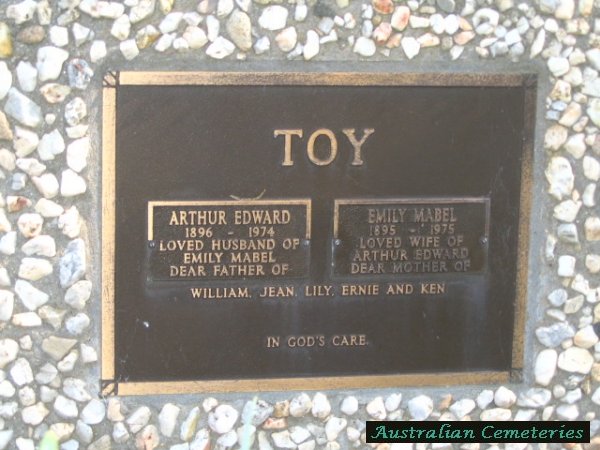 TOY
ARTHUR EDWARD
1896 - 1974
LOVED HUSBAND OF
EMILY MABEL
DEAR FATHER OF
EMILY MABEL
1895 - 1975
LOVED WIFE OF
ARTHUR EDWARD
DEAR MOTHER OF
WILLIAM, JEAN, LILY, ERNIE AND KEN
IN GOD'S CARE.
Australian Cemeteries